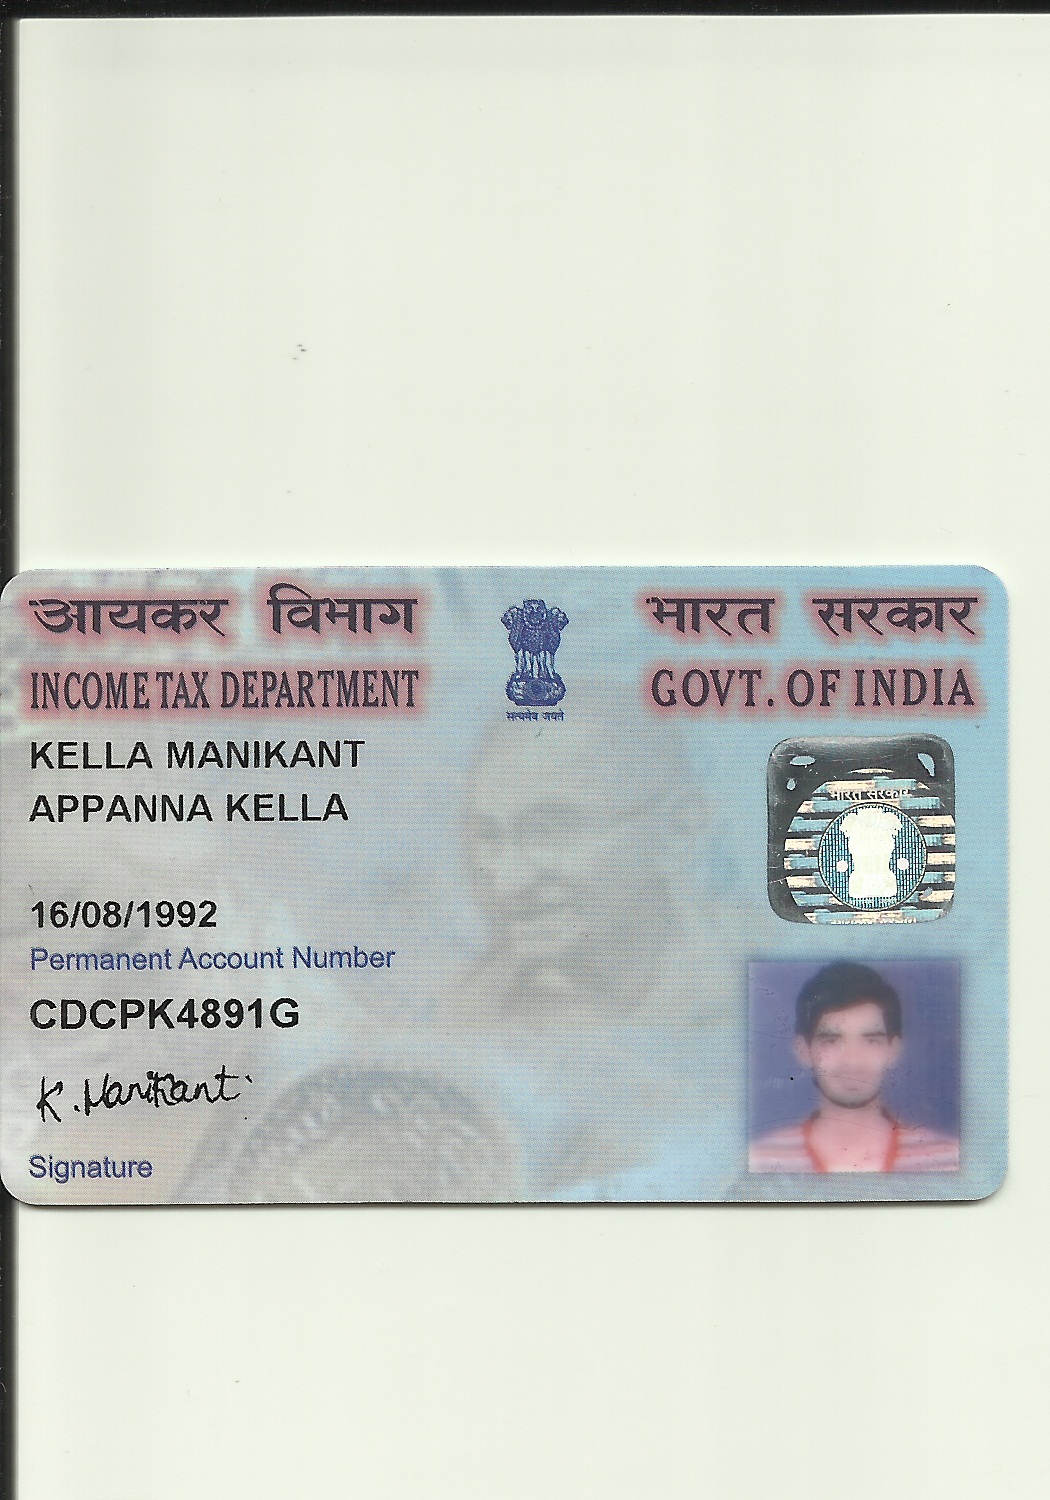 आयकर विभाग
INCOME TAX DEPARTMENT
सत्यमेव जयते
भारत सरकार
GOVT. OF INDIA
KELLA MANIKANT
APPANNA KELLA
भारत सरकार
16/08/1992
Permanent Account Number
CDCPK4891G
K. Manikant
Signature